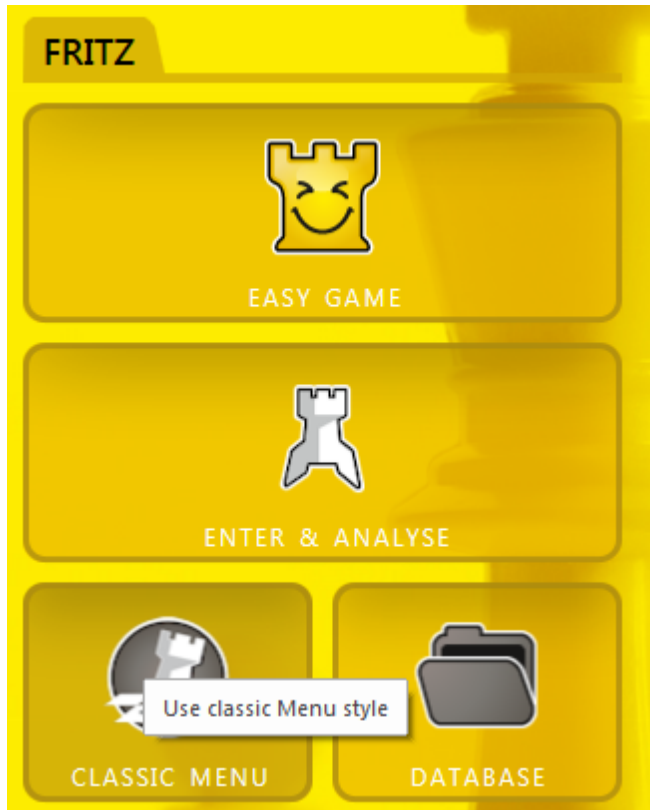 FRITZ
EASY GAME
ENTER & ANALYSE
Use classic Menu style
CLASSIC MENU
DATABASE